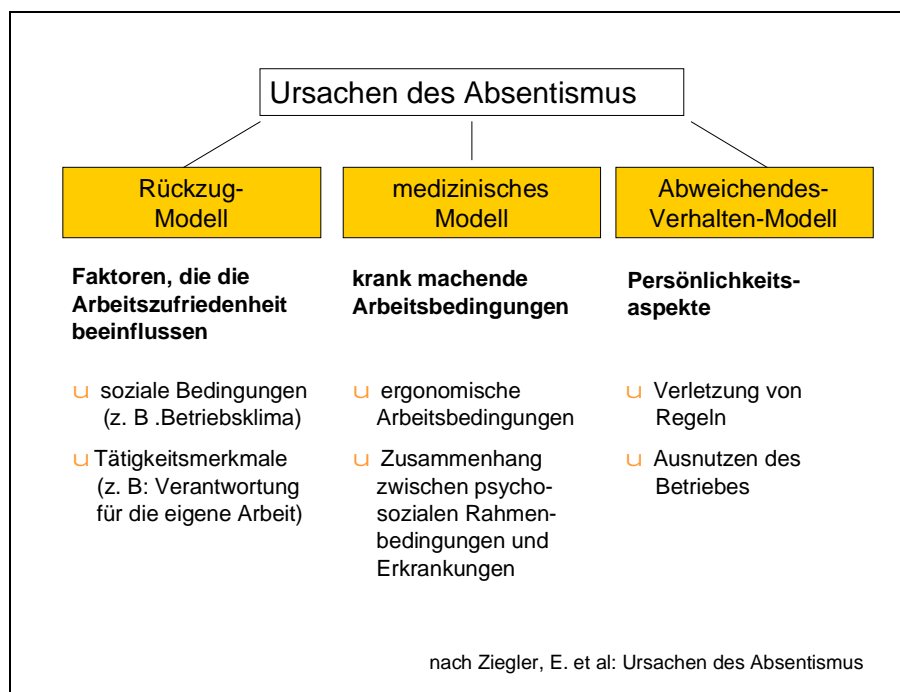 Ursachen des Absentismus
Rückzug-
Modell
medizinisches
Modell
Abweichendes-
Verhalten-Modell
Faktoren, die die
Arbeitszufriedenheit
beeinflussen
u soziale Bedingungen
(z. B .Betriebsklima)
u Tätigkeitsmerkmale
(z. B: Verantwortung
für die eigene Arbeit)
krank machende
Arbeitsbedingungen
u ergonomische
Arbeitsbedingungen
u Zusammenhang
zwischen psycho-
sozialen Rahmen-
bedingungen und
Erkrankungen
Persönlichkeits-
aspekte
u Verletzung von
Regeln
u Ausnutzen des
Betriebes
nach Ziegler, E. et al: Ursachen des Absentismus